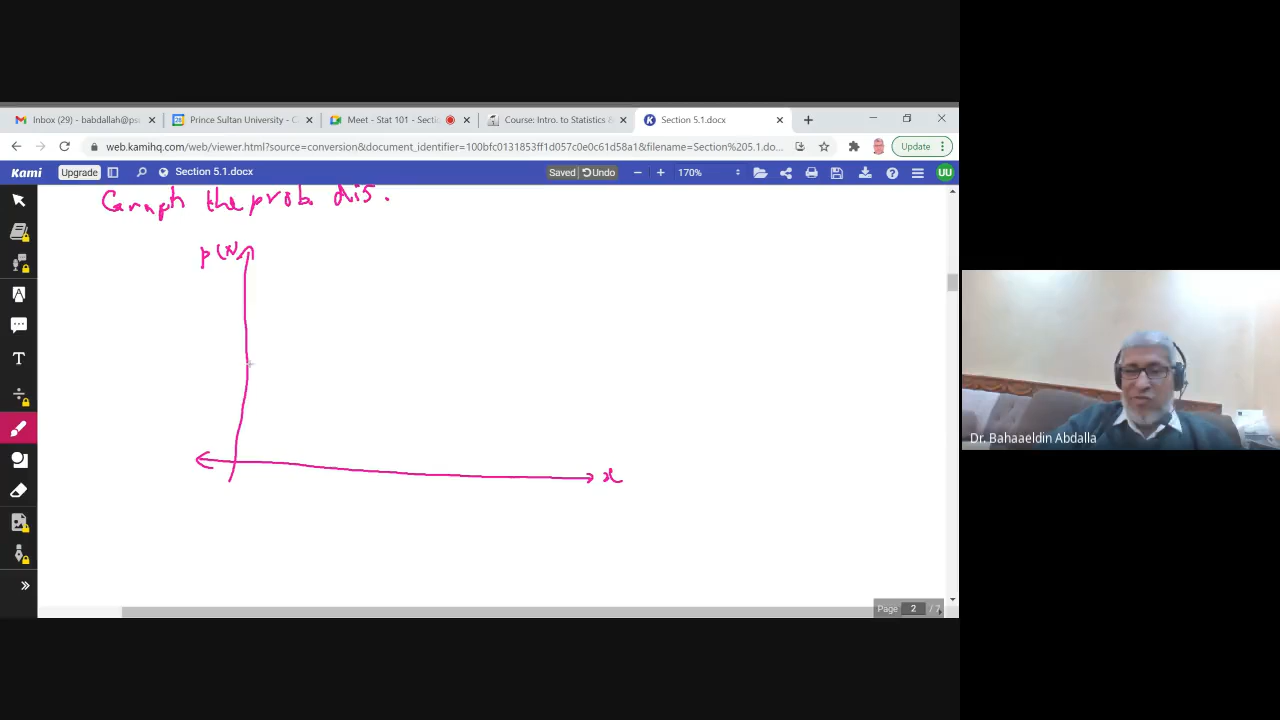 Inbox (29) - babdallah@ps
Prince Sultan University - C
Meet - Stat 101 - Secti
Course: Intro. to Statistics &
Section 5.1.docx
web.kamihq.com/web/viewer.html?source=conversion&document_identifier=100bfc0131853ff1d057c0e0c61d58a1&filename=Section%205.1.do...
Update
Kami
Upgrade
Section 5.1.docx
Saved
Undo
170%
UU
Graph the prob. dis.
p(x)
x
Dr. Bahaaeldin Abdalla
Page 2 / 7